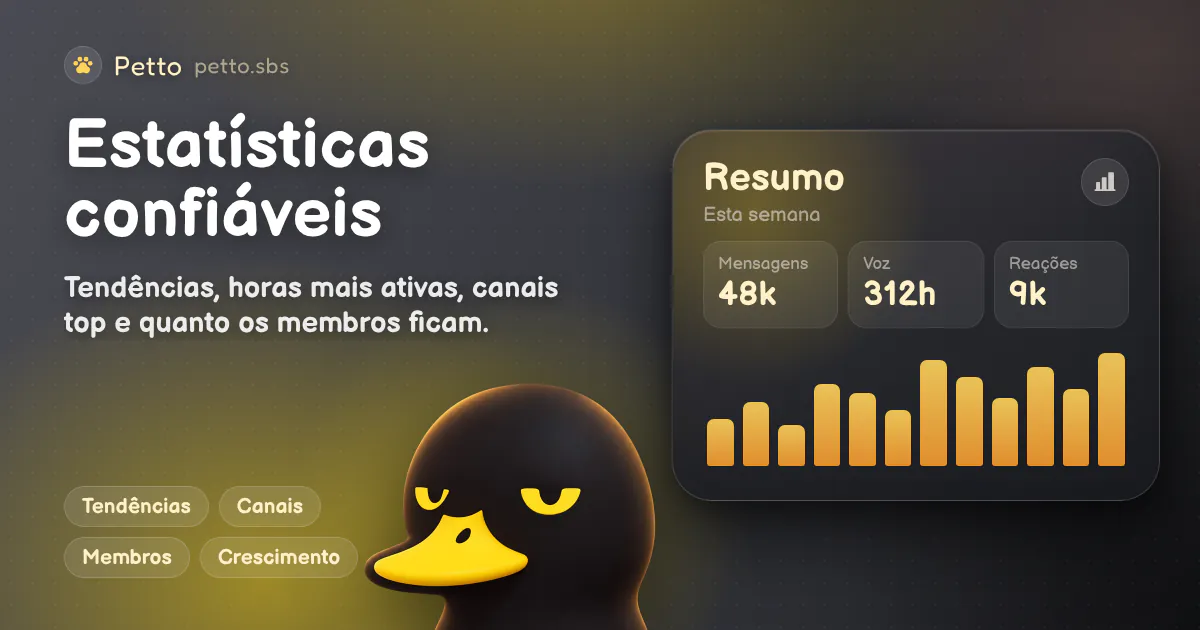 Petto petto.sbs
Estatísticas
confiáveis
Tendências, horas mais ativas, canais
top e quanto os membros ficam.
Tendências
Canais
Membros
Crescimento
Resumo
Esta semana
Mensagens
48k
Voz
312h
Reações
9k